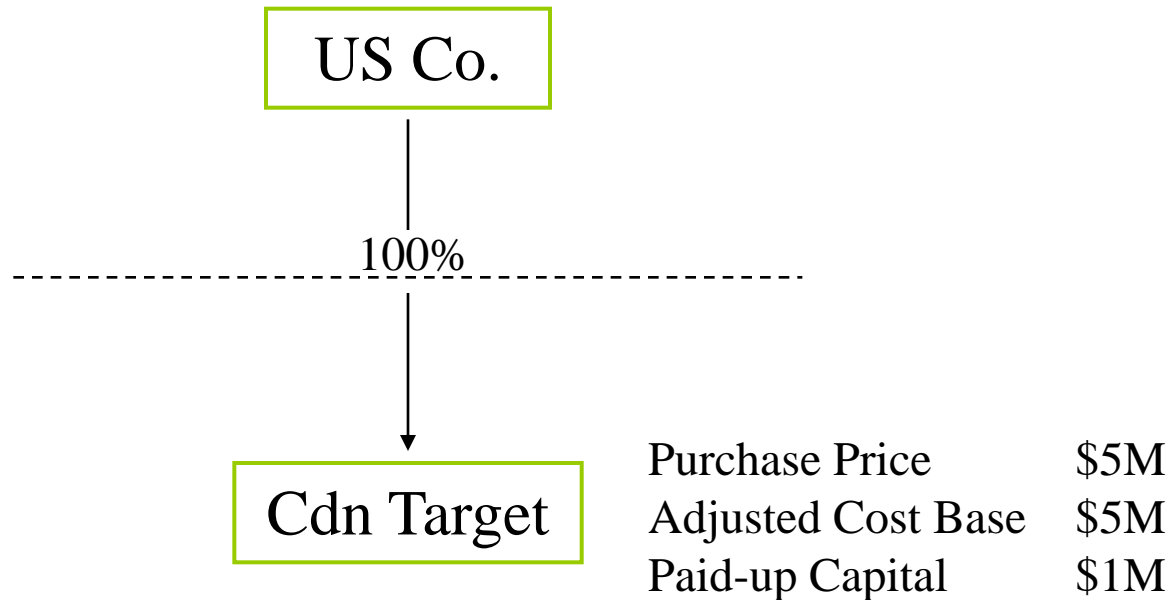 US Co.
100%
Cdn Target
Purchase Price $5M
Adjusted Cost Base $5M
Paid-up Capital $1M